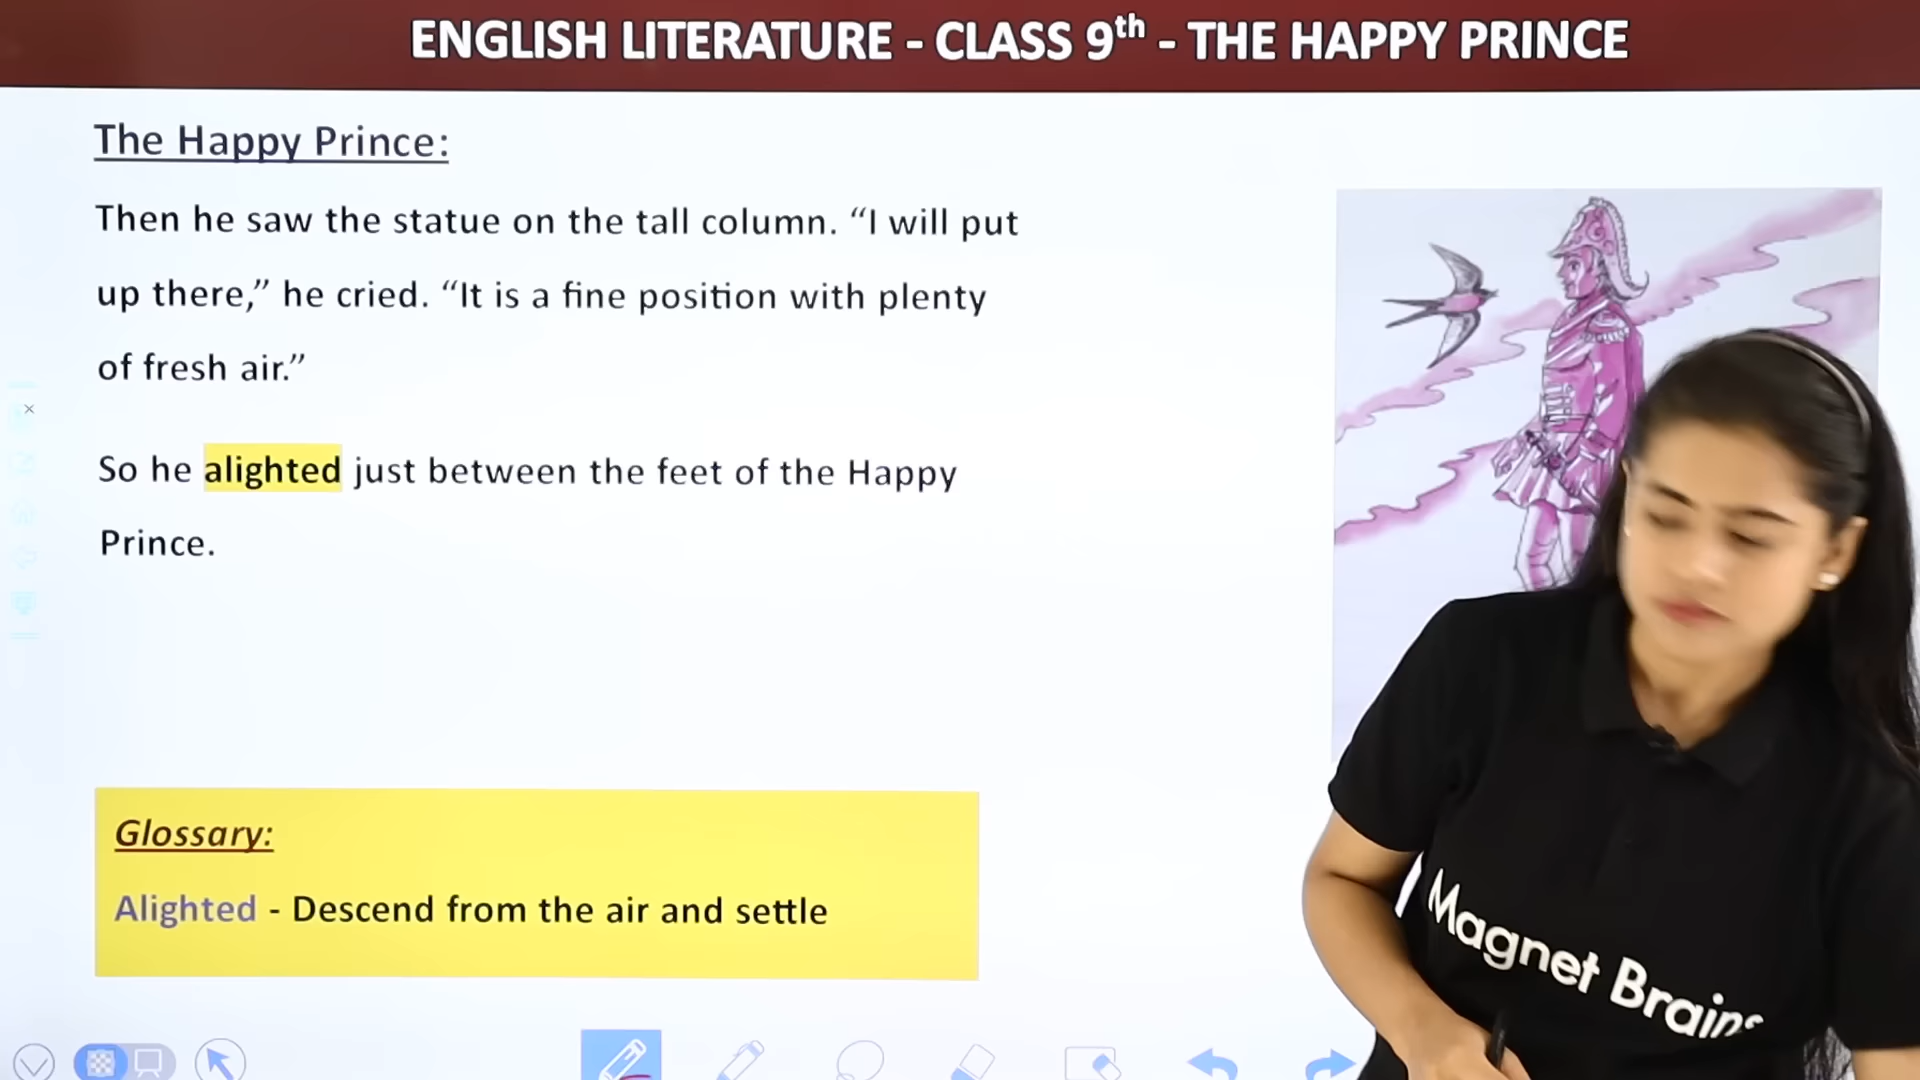 ENGLISH LITERATURE - CLASS 9th - THE HAPPY PRINCE
The Happy Prince:
Then he saw the statue on the tall column. “I will put
up there,” he cried. “It is a fine position with plenty
of fresh air.”
So he alighted just between the feet of the Happy
Prince.
Glossary:
Alighted - Descend from the air and settle
Magnet Brains